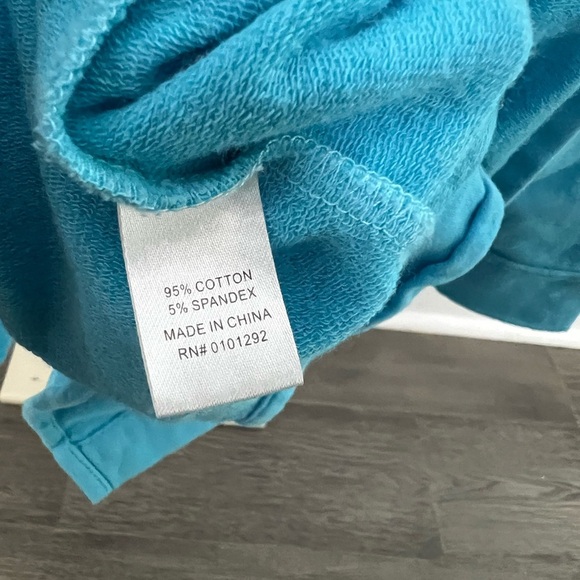 95% COTTON
5% SPANDEX
MADE IN CHINA
RN# 0101292